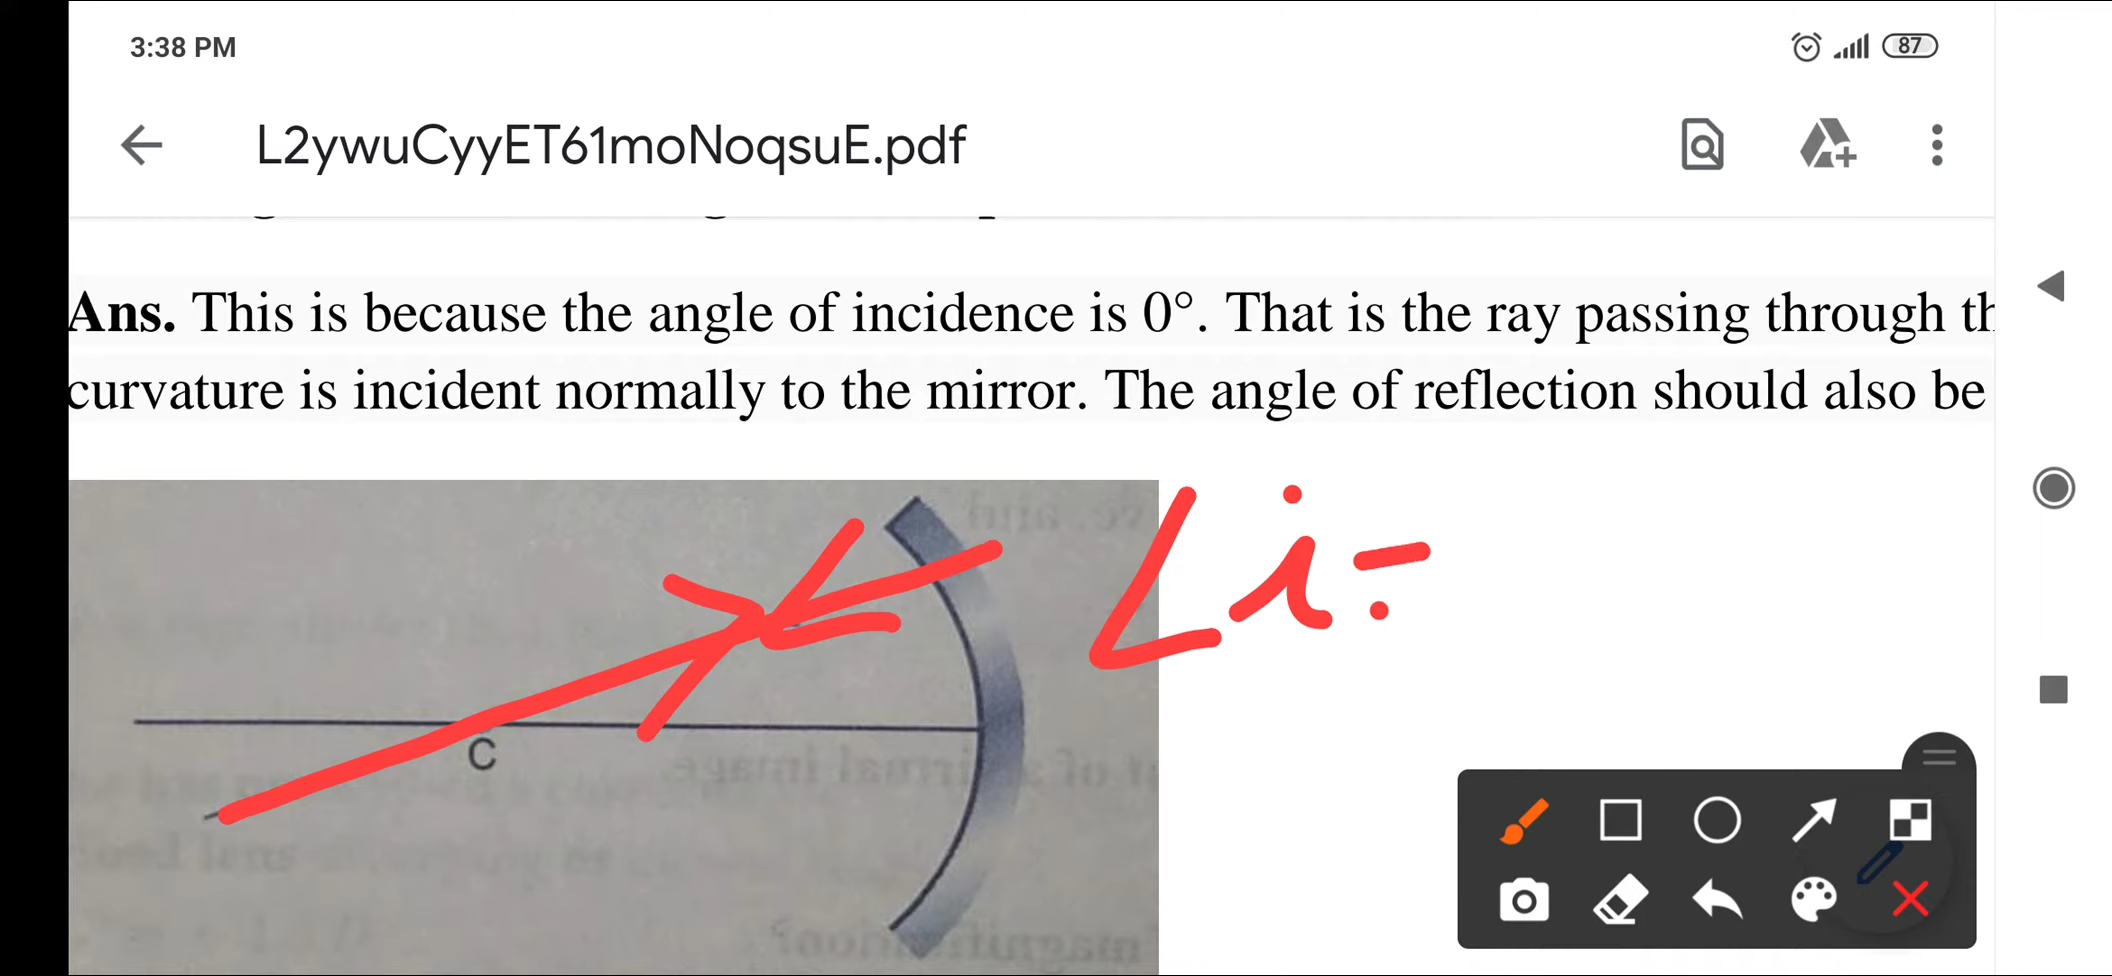 3:38 PM
87
L2ywuCyyET61moNoqsuE.pdf
Ans. This is because the angle of incidence is 0°. That is the ray passing through th
curvature is incident normally to the mirror. The angle of reflection should also be
∠i=
C